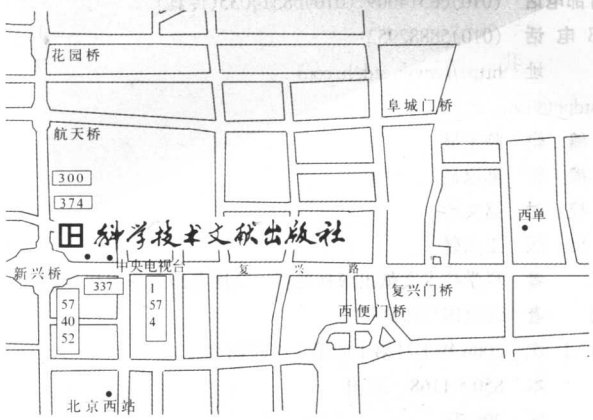 花园桥
阜城门桥
航天桥
300
374
西单
科学技术文献出版社
中央电视台
复兴路
新兴桥
337
57
40
52
1
57
4
复兴门桥
西便门桥
北京西站